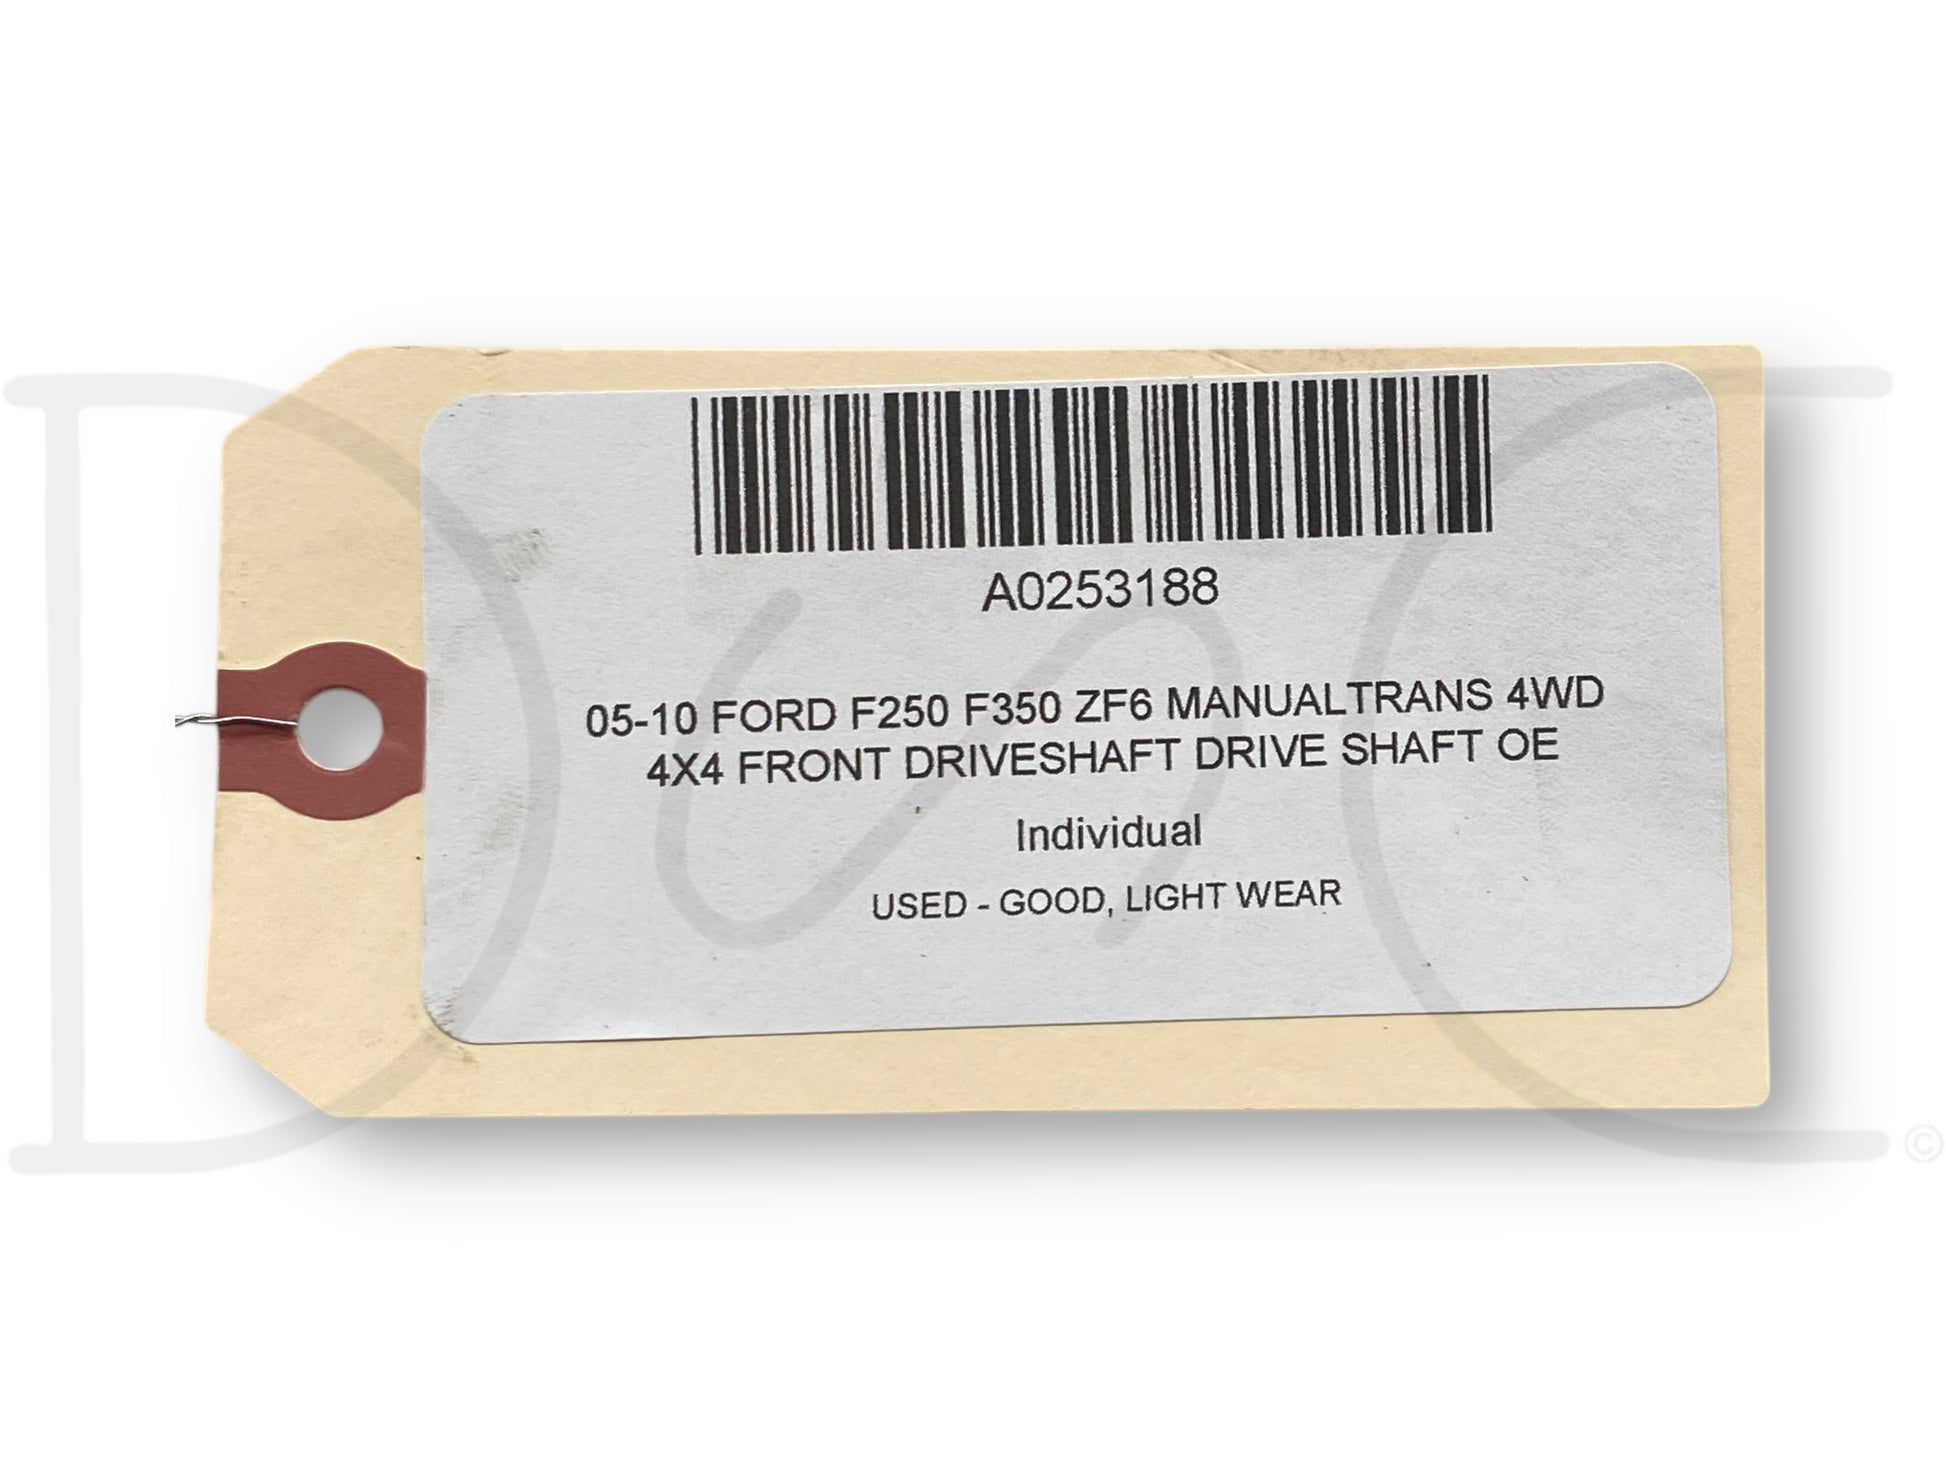 A0253188
05-10 FORD F250 F350 ZF6 MANUALTRANS 4WD
4X4 FRONT DRIVESHAFT DRIVE SHAFT OE
Individual
USED - GOOD, LIGHT WEAR
©